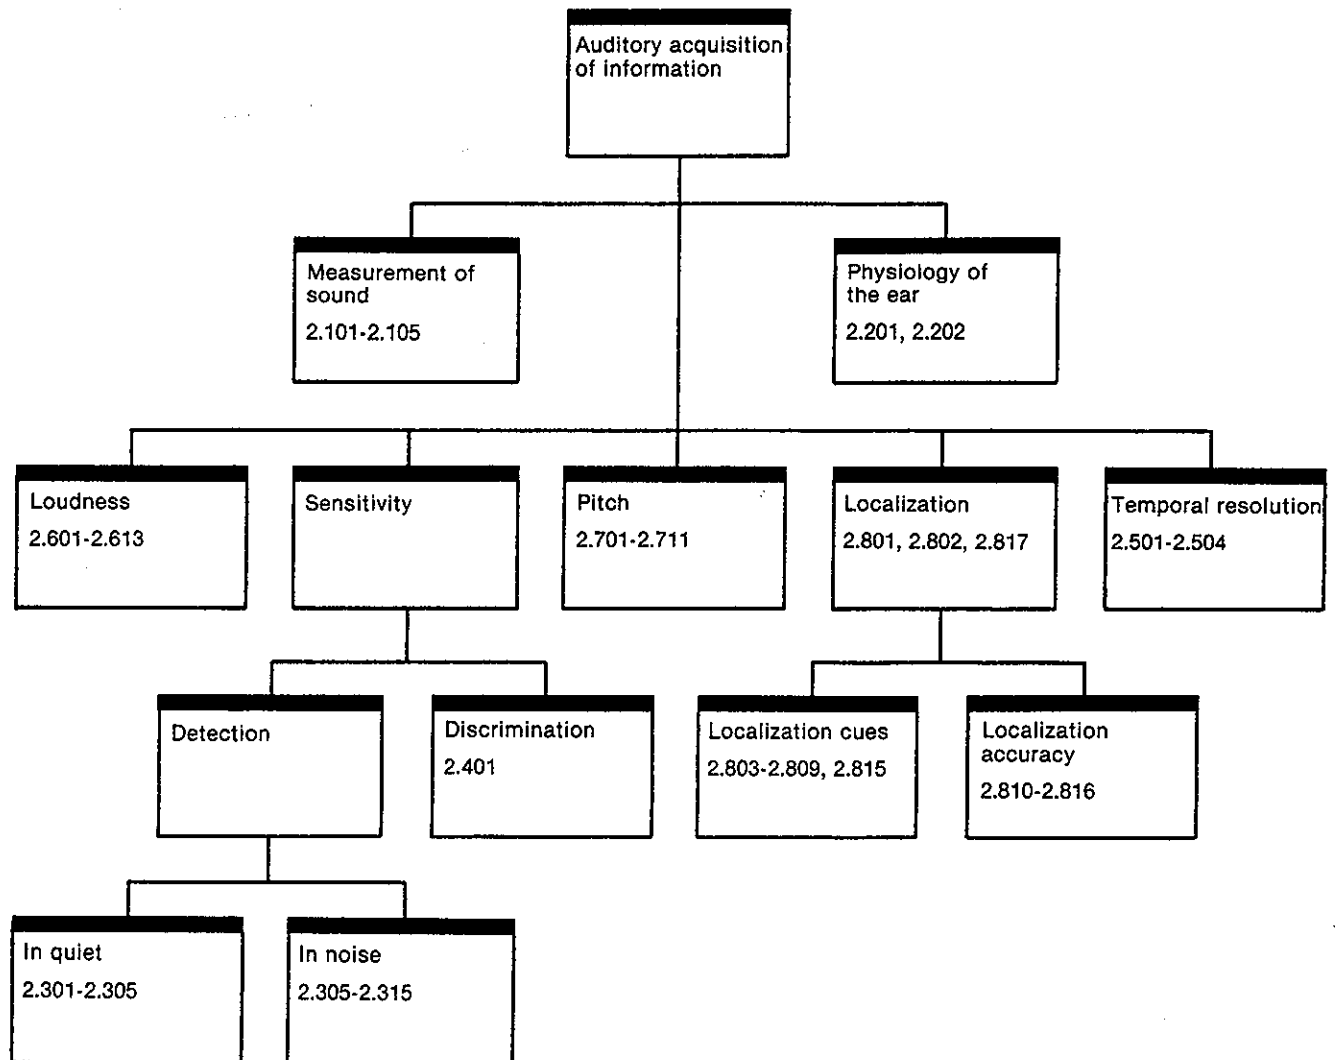 Auditory acquisition
of information
Measurement of
sound
2.101-2.105
Physiology of
the ear
2.201, 2.202
Loudness
2.601-2.613
Sensitivity
Pitch
2.701-2.711
Localization
2.801, 2.802, 2.817
Temporal resolution
2.501-2.504
Detection
Discrimination
2.401
Localization cues
2.803-2.809, 2.815
Localization
accuracy
2.810-2.816
In quiet
2.301-2.305
In noise
2.305-2.315